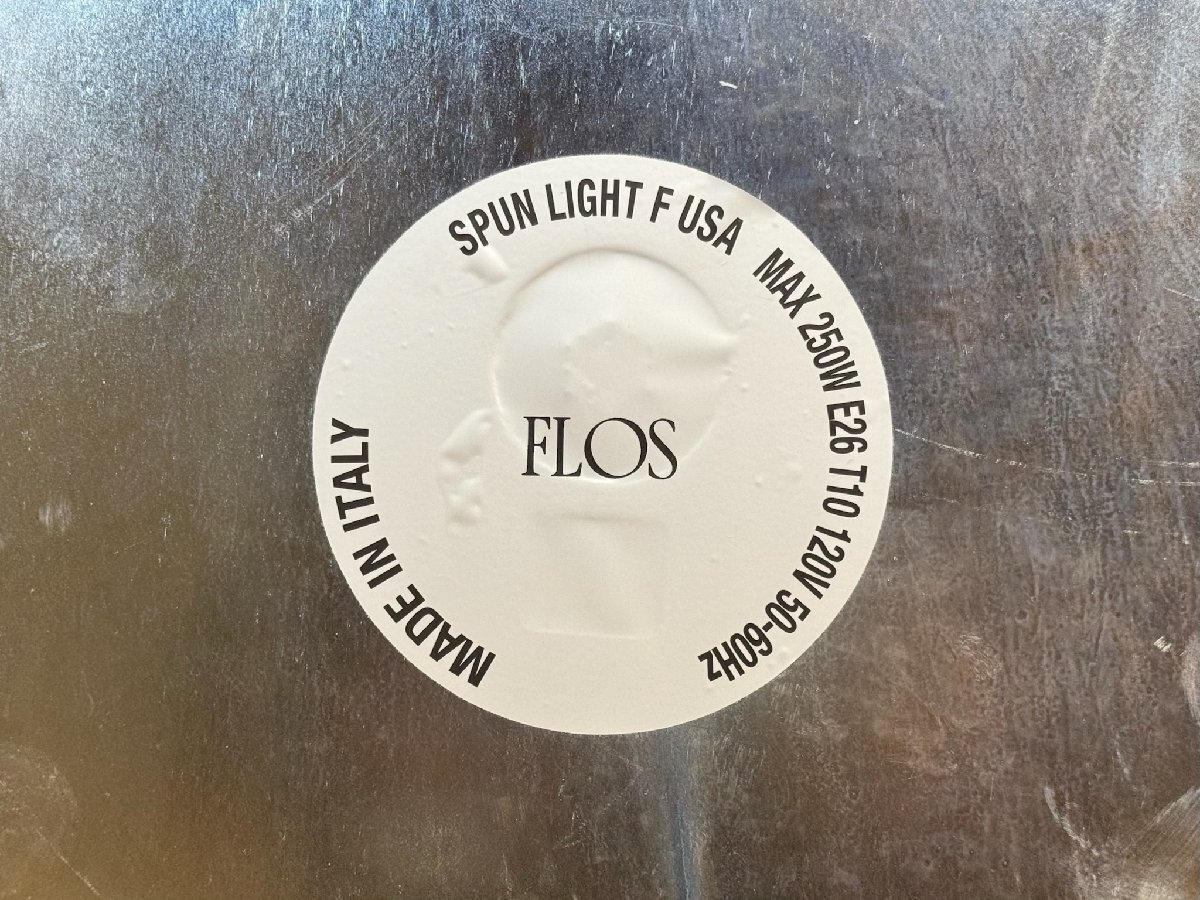 SPUN LIGHT F USA
MAX 250W E26 T10 120V 50-60Hz
FLOS
MADE IN ITALY